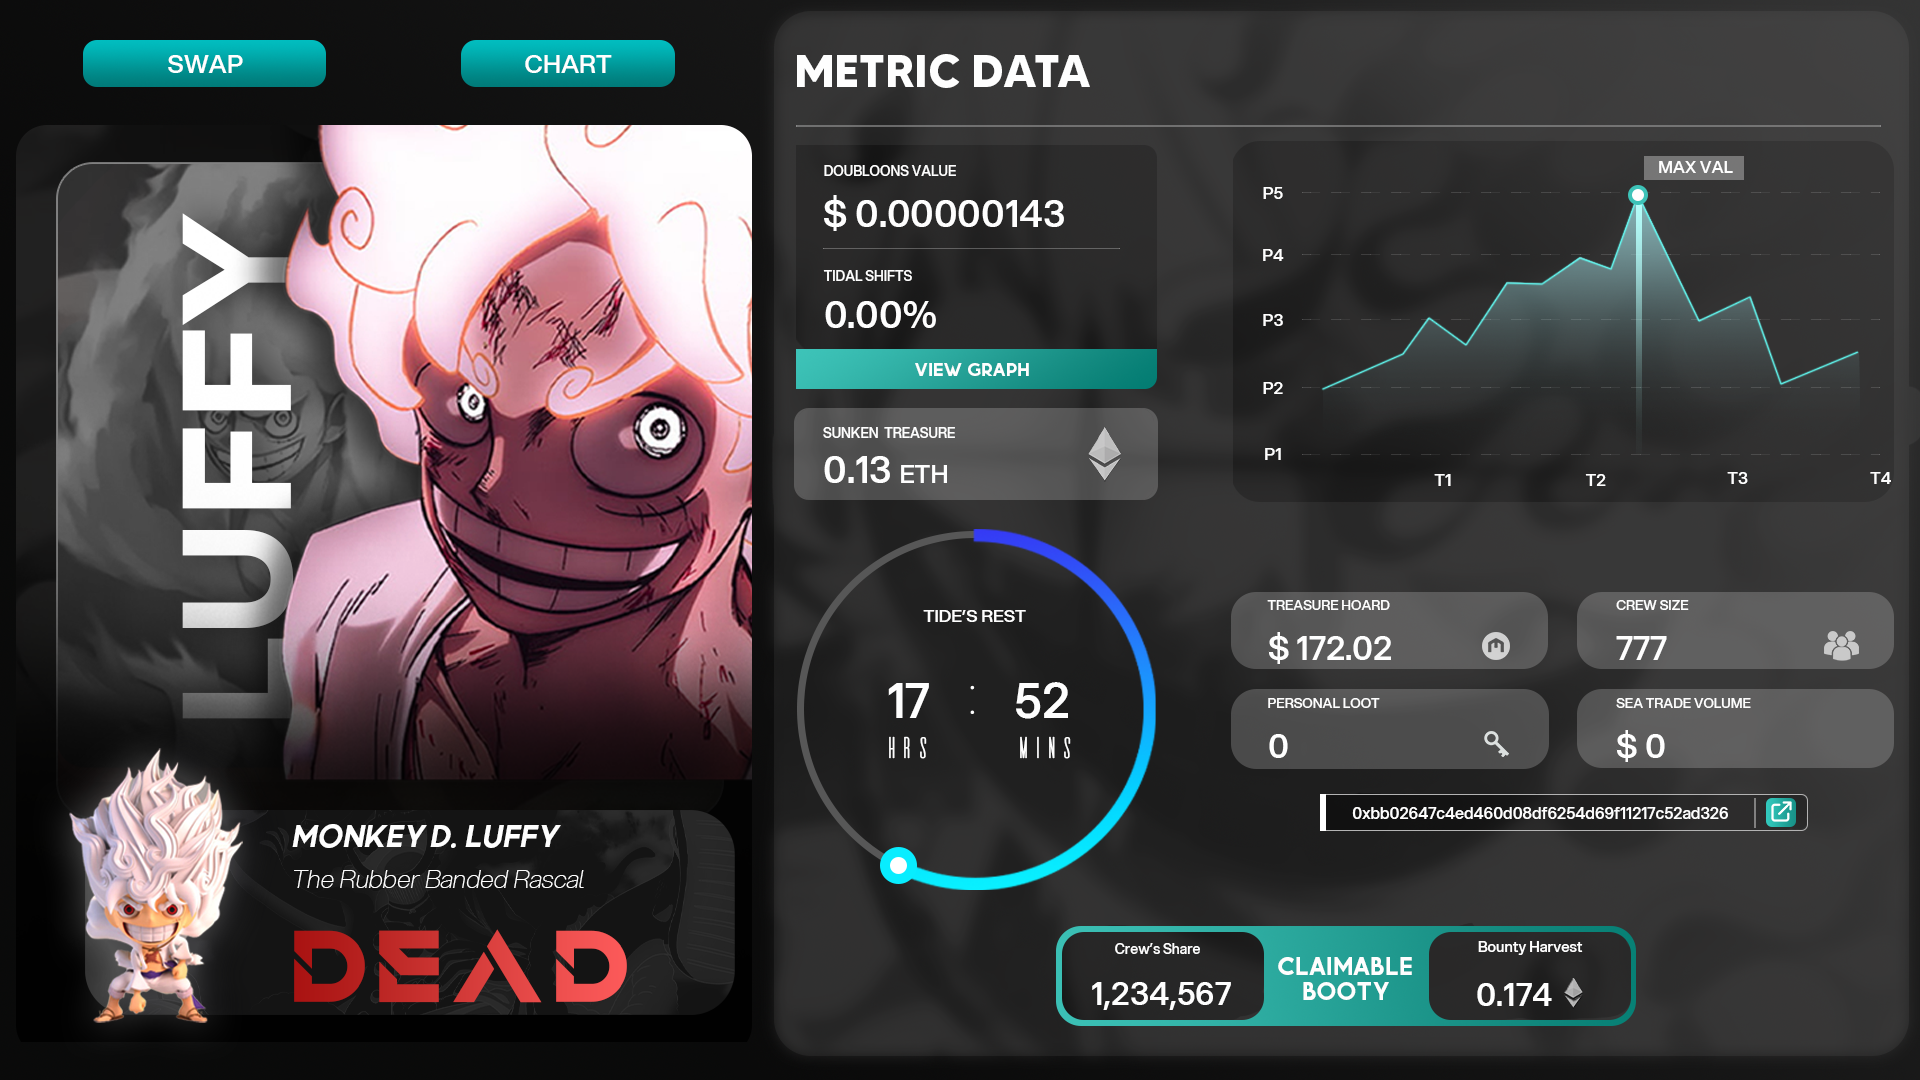 SWAP
CHART
LUFFY
MONKEY D. LUFFY
The Rubber Banded Rascal
DEAD
METRIC DATA
DOUBLOONS VALUE
$ 0.00000143
TIDAL SHIFTS
0.00%
VIEW GRAPH
SUNKEN TREASURE
0.13 ETH
MAX VAL
P5
P4
P3
P2
P1
T1 T2 T3 T4
TIDE'S REST
17 : 52
HRS MINS
TREASURE HOARD
$ 172.02
CREW SIZE
777
PERSONAL LOOT
0
SEA TRADE VOLUME
$ 0
0xbb02647c4ed460d08df6254d69f11217c52ad326
Crew's Share
1,234,567
CLAIMABLE
BOOTY
Bounty Harvest
0.174